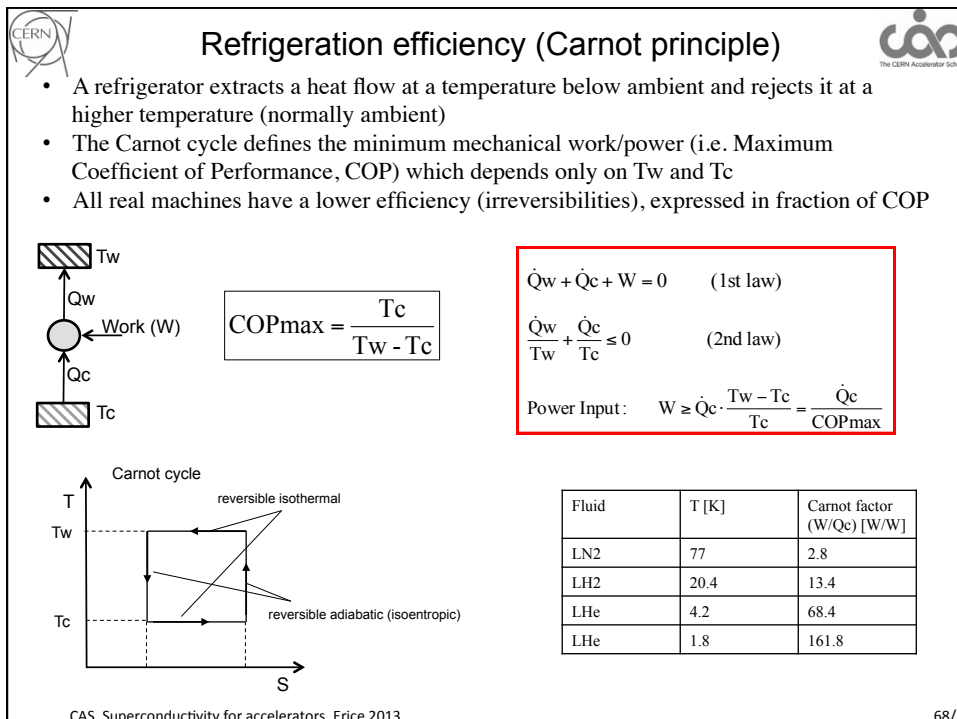 CERN
Refrigeration efficiency (Carnot principle)
The CERN Accelerator
• A refrigerator extracts a heat flow at a temperature below ambient and rejects it at a
higher temperature (normally ambient)
• The Carnot cycle defines the minimum mechanical work/power (i.e. Maximum
Coefficient of Performance, COP) which depends only on Tw and Tc
• All real machines have a lower efficiency (irreversibilities), expressed in fraction of COP
Tw
Qw
Work (W)
Qc
Tc
COPmax = Tc / (Tw - Tc)
Q̇w + Q̇c + W = 0 (1st law)
Q̇w/Tw + Q̇c/Tc ≤ 0 (2nd law)
Power Input : W ≥ Q̇c · (Tw − Tc)/Tc = Q̇c/COPmax
Carnot cycle
T
reversible isothermal
Tw
reversible adiabatic (isoentropic)
Tc
S
Fluid T [K] Carnot factor
(W/Qc) [W/W]
LN2 77 2.8
LH2 20.4 13.4
LHe 4.2 68.4
LHe 1.8 161.8
CAS Superconductivity for accelerators Erice 2013
68/